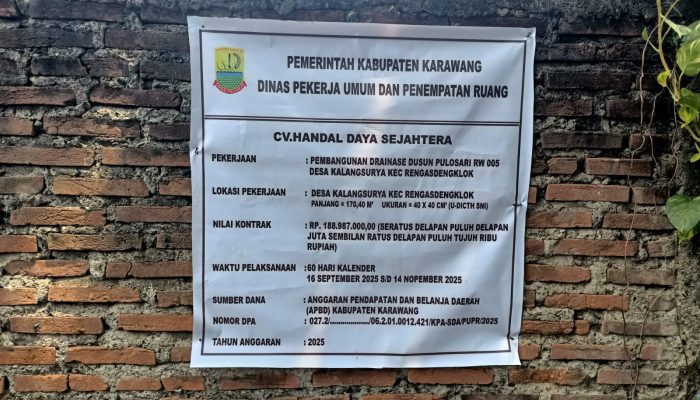 PEMERINTAH KABUPATEN KARAWANG
DINAS PEKERJA UMUM DAN PENEMPATAN RUANG
CV.HANDAL DAYA SEJAHTERA
PEKERJAAN : PEMBANGUNAN DRAINASE DUSUN PULOSARI RW 005
DESA KALANGSURYA KEC RENGASDENGKLOK
LOKASI PEKERJAAN : DESA KALANGSURYA KEC RENGASDENGKLOK
PANJANG = 170,40 M' UKURAN = 40 X 40 CM' (U-DICTH SNI)
NILAI KONTRAK : RP. 188.987.000,00 (SERATUS DELAPAN PULUH DELAPAN
JUTA SEMBILAN RATUS DELAPAN PULUH TUJUH RIBU
RUPIAH)
WAKTU PELAKSANAAN : 60 HARI KALENDER
16 SEPTEMBER 2025 S/D 14 NOPEMBER 2025
SUMBER DANA : ANGGARAN PENDAPATAN DAN BELANJA DAERAH
(APBD) KABUPATEN KARAWANG
NOMOR DPA : 027.2/...................../06.2.01.0012.421/KPA-SDA/PUPR/2025
TAHUN ANGGARAN : 2025